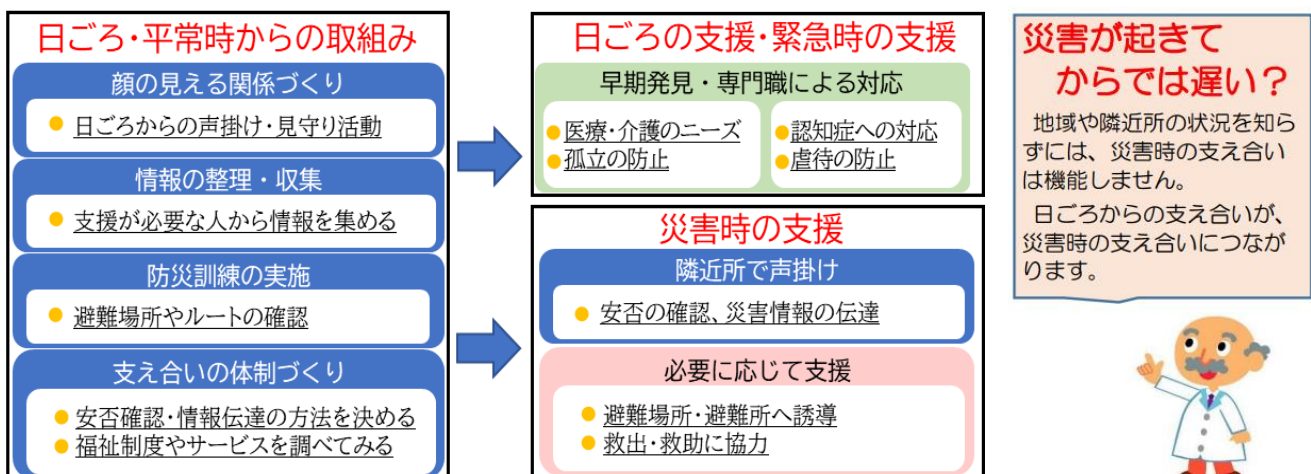 日ごろ・平常時からの取組み
顔の見える関係づくり
● 日ごろからの声掛け・見守り活動
情報の整理・収集
● 支援が必要な人から情報を集める
防災訓練の実施
● 避難場所やルートの確認
支え合いの体制づくり
● 安否確認・情報伝達の方法を決める
● 福祉制度やサービスを調べてみる
日ごろの支援・緊急時の支援
早期発見・専門職による対応
● 医療・介護のニーズ
● 孤立の防止
● 認知症への対応
● 虐待の防止
災害時の支援
隣近所で声掛け
● 安否の確認、災害情報の伝達
必要に応じて支援
● 避難場所・避難所へ誘導
● 救出・救助に協力
災害が起きて
からでは遅い？
地域や隣近所の状況を知ら
ずには、災害時の支え合い
は機能しません。
日ごろからの支え合いが、
災害時の支え合いにつなが
ります。